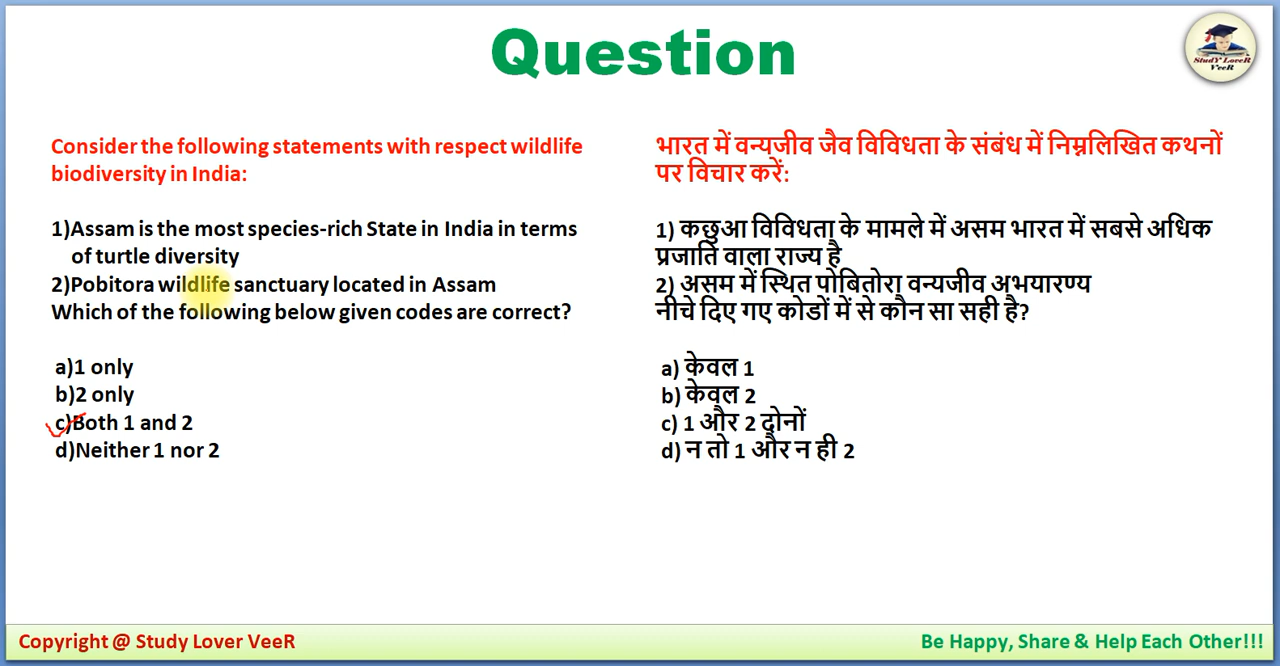 Question
StudY LoveR
VeeR
Consider the following statements with respect wildlife
biodiversity in India:
1)Assam is the most species-rich State in India in terms
of turtle diversity
2)Pobitora wildlife sanctuary located in Assam
Which of the following below given codes are correct?
a)1 only
b)2 only
c)Both 1 and 2
d)Neither 1 nor 2
भारत में वन्यजीव जैव विविधता के संबंध में निम्नलिखित कथनों
पर विचार करें:
1) कछुआ विविधता के मामले में असम भारत में सबसे अधिक
प्रजाति वाला राज्य है
2) असम में स्थित पोबितोरा वन्यजीव अभयारण्य
नीचे दिए गए कोडों में से कौन सा सही है?
a) केवल 1
b) केवल 2
c) 1 और 2 दोनों
d) न तो 1 और न ही 2
Copyright @ Study Lover VeeR
Be Happy, Share & Help Each Other!!!